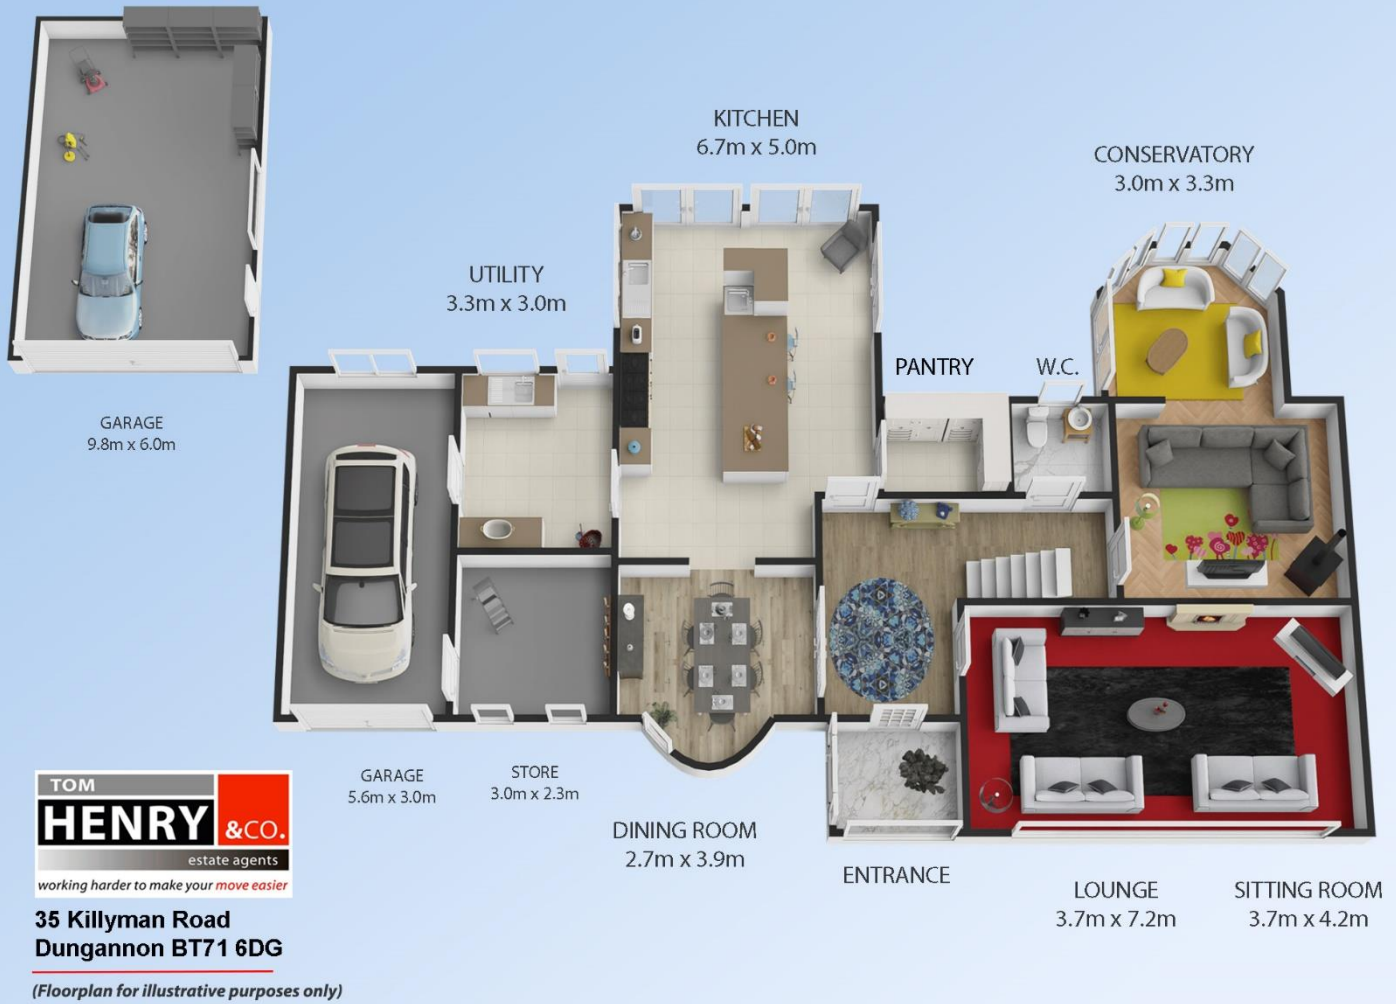 KITCHEN
6.7m x 5.0m
CONSERVATORY
3.0m x 3.3m
UTILITY
3.3m x 3.0m
PANTRY
W.C.
GARAGE
9.8m x 6.0m
GARAGE
5.6m x 3.0m
STORE
3.0m x 2.3m
DINING ROOM
2.7m x 3.9m
ENTRANCE
LOUNGE
3.7m x 7.2m
SITTING ROOM
3.7m x 4.2m
TOM
HENRY &CO.
estate agents
working harder to make your move easier
35 Killyman Road
Dungannon BT71 6DG
(Floorplan for illustrative purposes only)